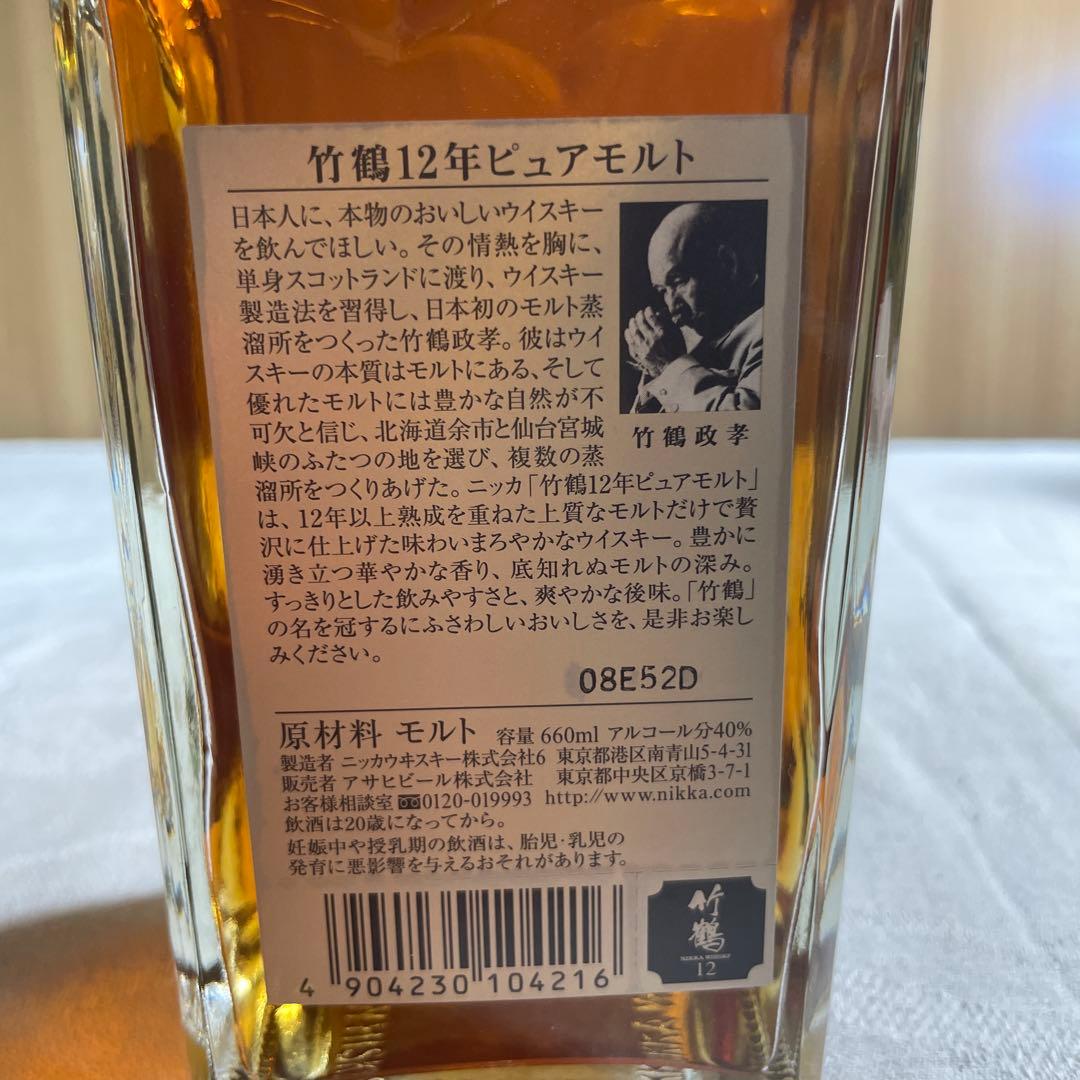 竹鶴12年ピュアモルト
日本人に、本物のおいしいウイスキー
を飲んでほしい。その情熱を胸に、
単身スコットランドに渡り、ウイスキー
製造法を習得し、日本初のモルト蒸
溜所をつくった竹鶴政孝。彼はウイ
スキーの本質はモルトにある、そして
優れたモルトには豊かな自然が不
可欠と信じ、北海道余市と仙台宮城
峡のふたつの地を選び、複数の蒸
溜所をつくりあげた。ニッカ「竹鶴12年ピュアモルト」
は、12年以上熟成を重ねた上質なモルトだけで贅
沢に仕上げた味わいまろやかなウイスキー。豊かに
湧き立つ華やかな香り、底知れぬモルトの深み。
すっきりとした飲みやすさと、爽やかな後味。「竹鶴」
の名を冠するにふさわしいおいしさを、是非お楽し
みください。
竹鶴政孝
08E52D
原材料 モルト 容量 660ml アルコール分40%
製造者 ニッカウヰスキー株式会社6 東京都港区南青山5-4-31
販売者 アサヒビール株式会社 東京都中央区京橋3-7-1
お客様相談室 0120-019993 http://www.nikka.com
飲酒は20歳になってから。
妊娠中や授乳期の飲酒は、胎児・乳児の
発育に悪影響を与えるおそれがあります。
4 904230 104216
竹鶴
NIKKA WHISKY
12